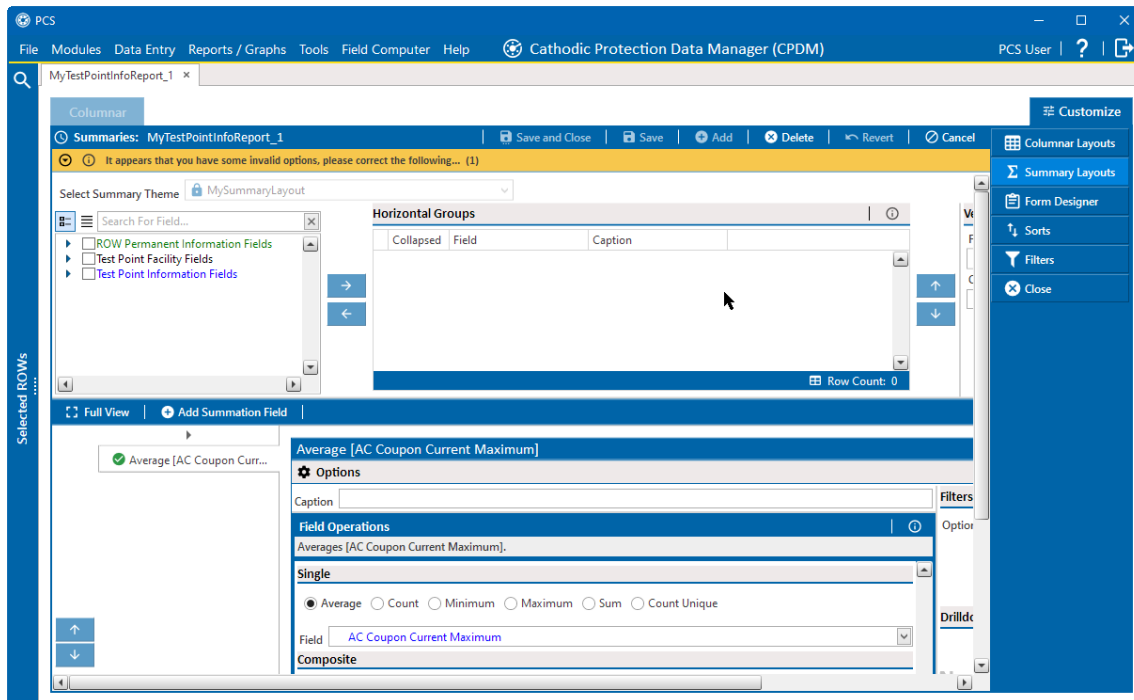 PCS
File Modules Data Entry Reports / Graphs Tools Field Computer Help Cathodic Protection Data Manager (CPDM) PCS User | ? |
MyTestPointInfoReport_1 ×
Columnar Customize
Summaries: MyTestPointInfoReport_1 | Save and Close | Save | Add | Delete | Revert | Cancel
Columnar Layouts
It appears that you have some invalid options, please correct the following... (1)
Summary Layouts
Select Summary Theme MySummaryLayout
Form Designer
Search For Field...
Horizontal Groups
Sorts
Collapsed Field Caption
ROW Permanent Information Fields
Test Point Facility Fields
Filters
Test Point Information Fields
Close
Selected ROWs
Row Count: 0
Full View | Add Summation Field |
Average [AC Coupon Curr...
Average [AC Coupon Current Maximum]
Options
Caption
Filters
Field Operations
Averages [AC Coupon Current Maximum].
Single
Average Count Minimum Maximum Sum Count Unique
Field AC Coupon Current Maximum
Composite